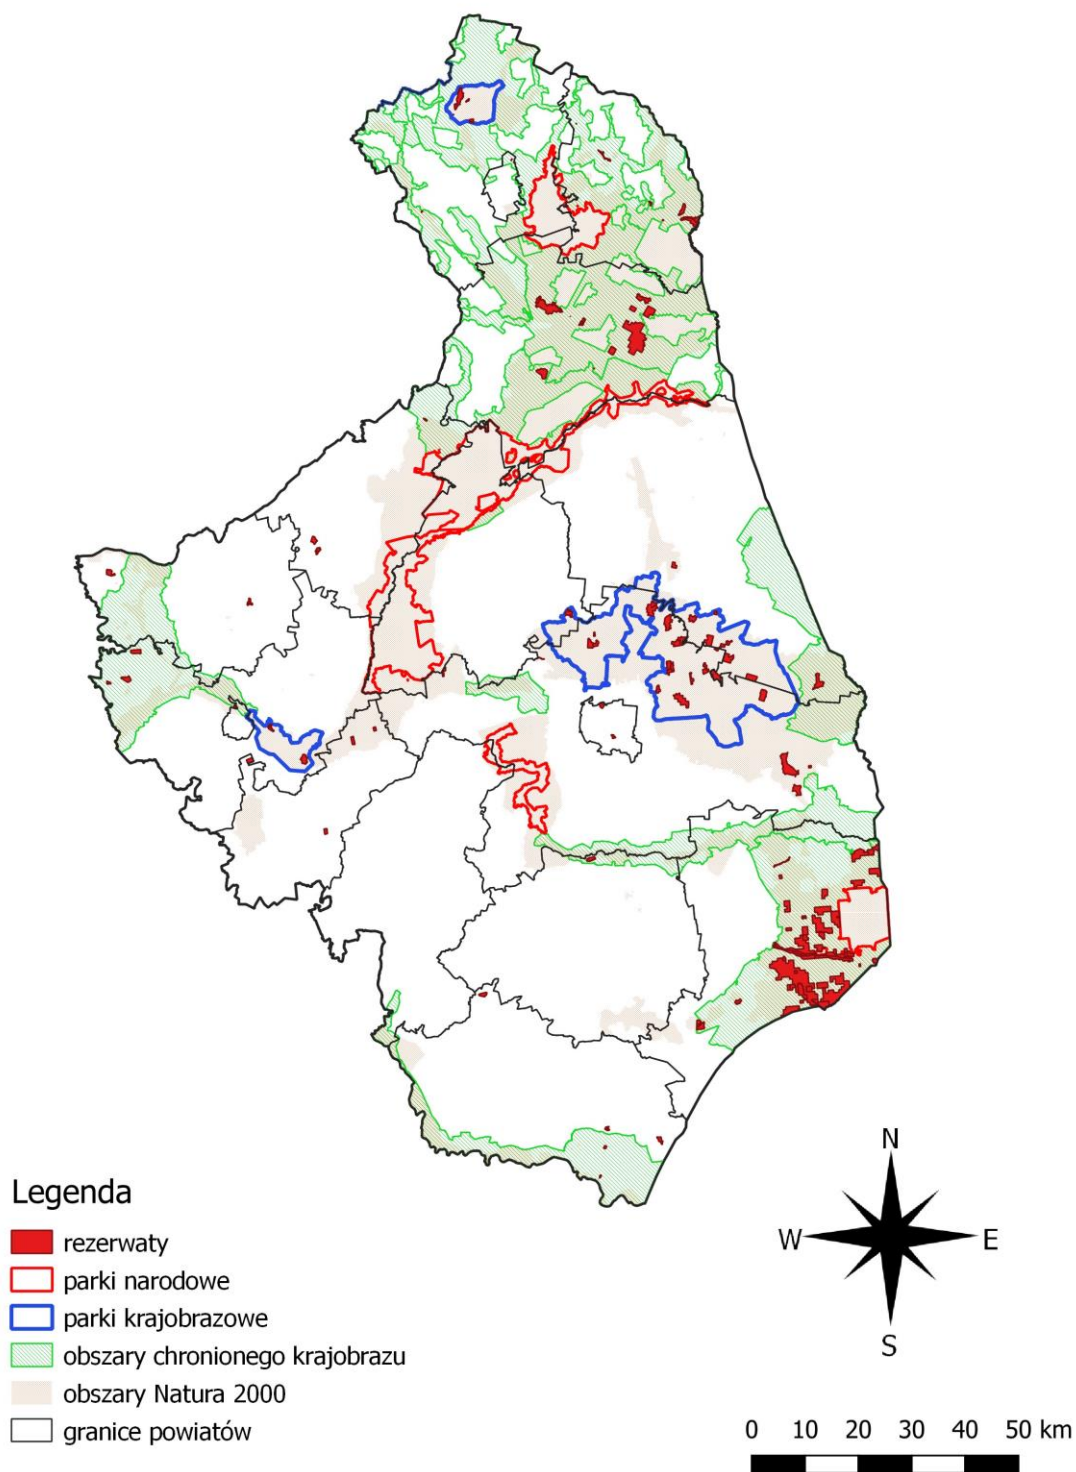 Legenda
rezerwaty
parki narodowe
parki krajobrazowe
obszary chronionego krajobrazu
obszary Natura 2000
granice powiatów
N
W E
S
0 10 20 30 40 50 km